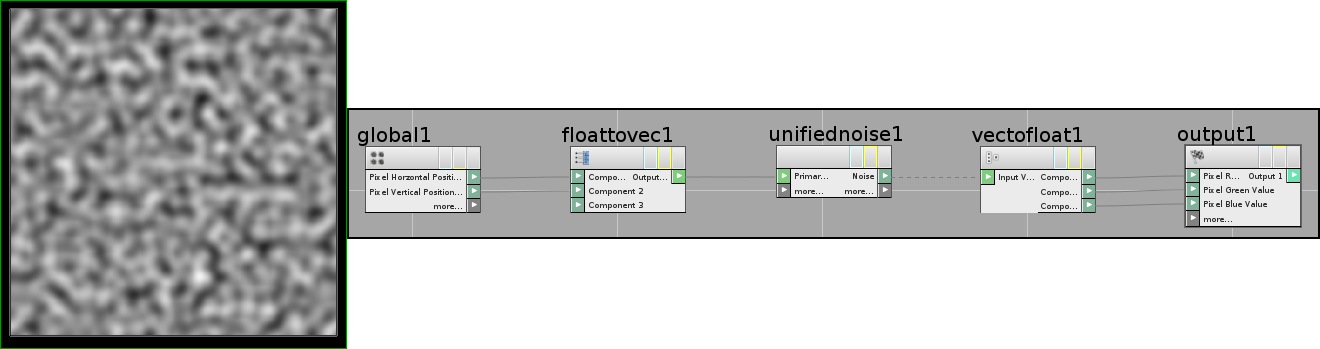 global1
Pixel Horzontal Positi...
Pixel Vertical Position...
more...
floattovec1
Compo... Output...
Component 2
Component 3
unifiednoise1
Primar... Noise
more... more...
vectofloat1
Input V... Compo...
Compo...
Compo...
output1
Pixel R... Output 1
Pixel Green Value
Pixel Blue Value
more...